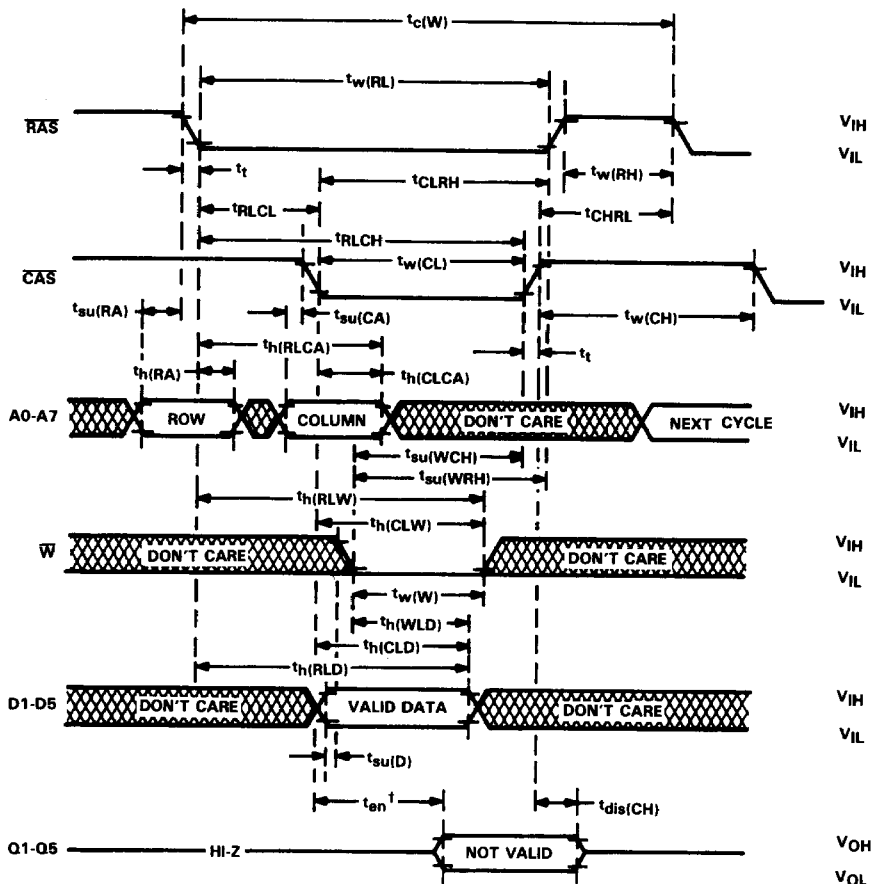 tc(W)
tw(RL)
RAS
VIH
VIL
tt
tCLRH
tw(RH)
tRLCL
tCHRL
tRLCH
CAS
tw(CL)
VIH
VIL
tsu(RA)
tsu(CA)
tw(CH)
th(RLCA)
tt
th(RA)
th(CLCA)
A0-A7
ROW
COLUMN
DON'T CARE
NEXT CYCLE
VIH
VIL
tsu(WCH)
tsu(WRH)
th(RLW)
th(CLW)
W
DON'T CARE
DON'T CARE
VIH
VIL
tw(W)
th(WLD)
th(CLD)
th(RLD)
D1-D5
DON'T CARE
VALID DATA
DON'T CARE
VIH
VIL
tsu(D)
ten†
tdis(CH)
Q1-Q5
HI-Z
NOT VALID
VOH
VOL